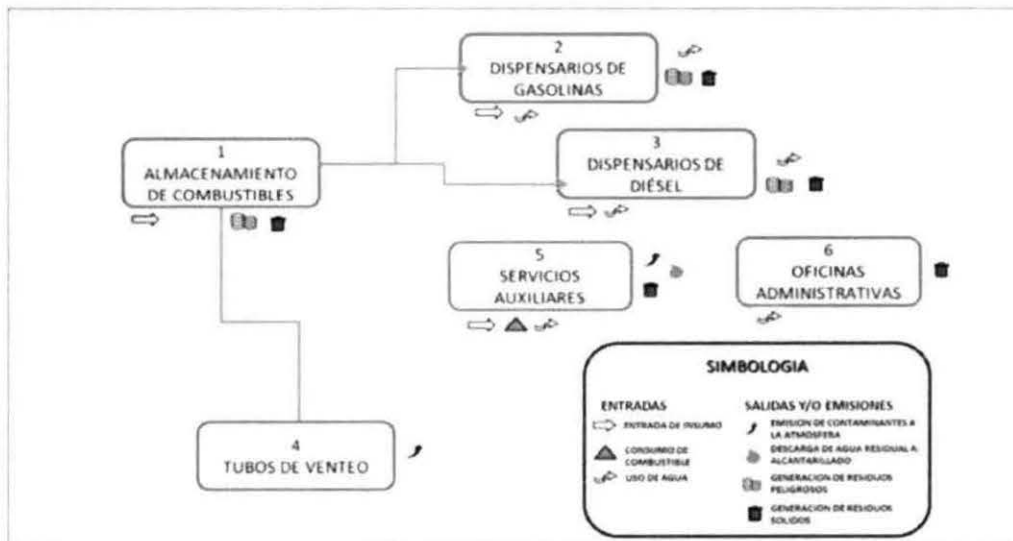 2
DISPENSARIOS DE
GASOLINAS
1
ALMACENAMIENTO
DE COMBUSTIBLES
3
DISPENSARIOS DE
DIÉSEL
5
SERVICIOS
AUXILIARES
6
OFICINAS
ADMINISTRATIVAS
4
TUBOS DE VENTEO
SIMBOLOGIA
ENTRADAS
ENTRADA DE INSUMO
CONSUMO DE
COMBUSTIBLE
USO DE AGUA
SALIDAS Y/O EMISIONES
EMISION DE CONTAMINANTES A
LA ATMOSFERA
DESCARGA DE AGUA RESIDUAL A
ALCANTARILLADO
GENERACION DE RESIDUOS
PELIGROSOS
GENERACION DE RESIDUOS
SOLIDOS